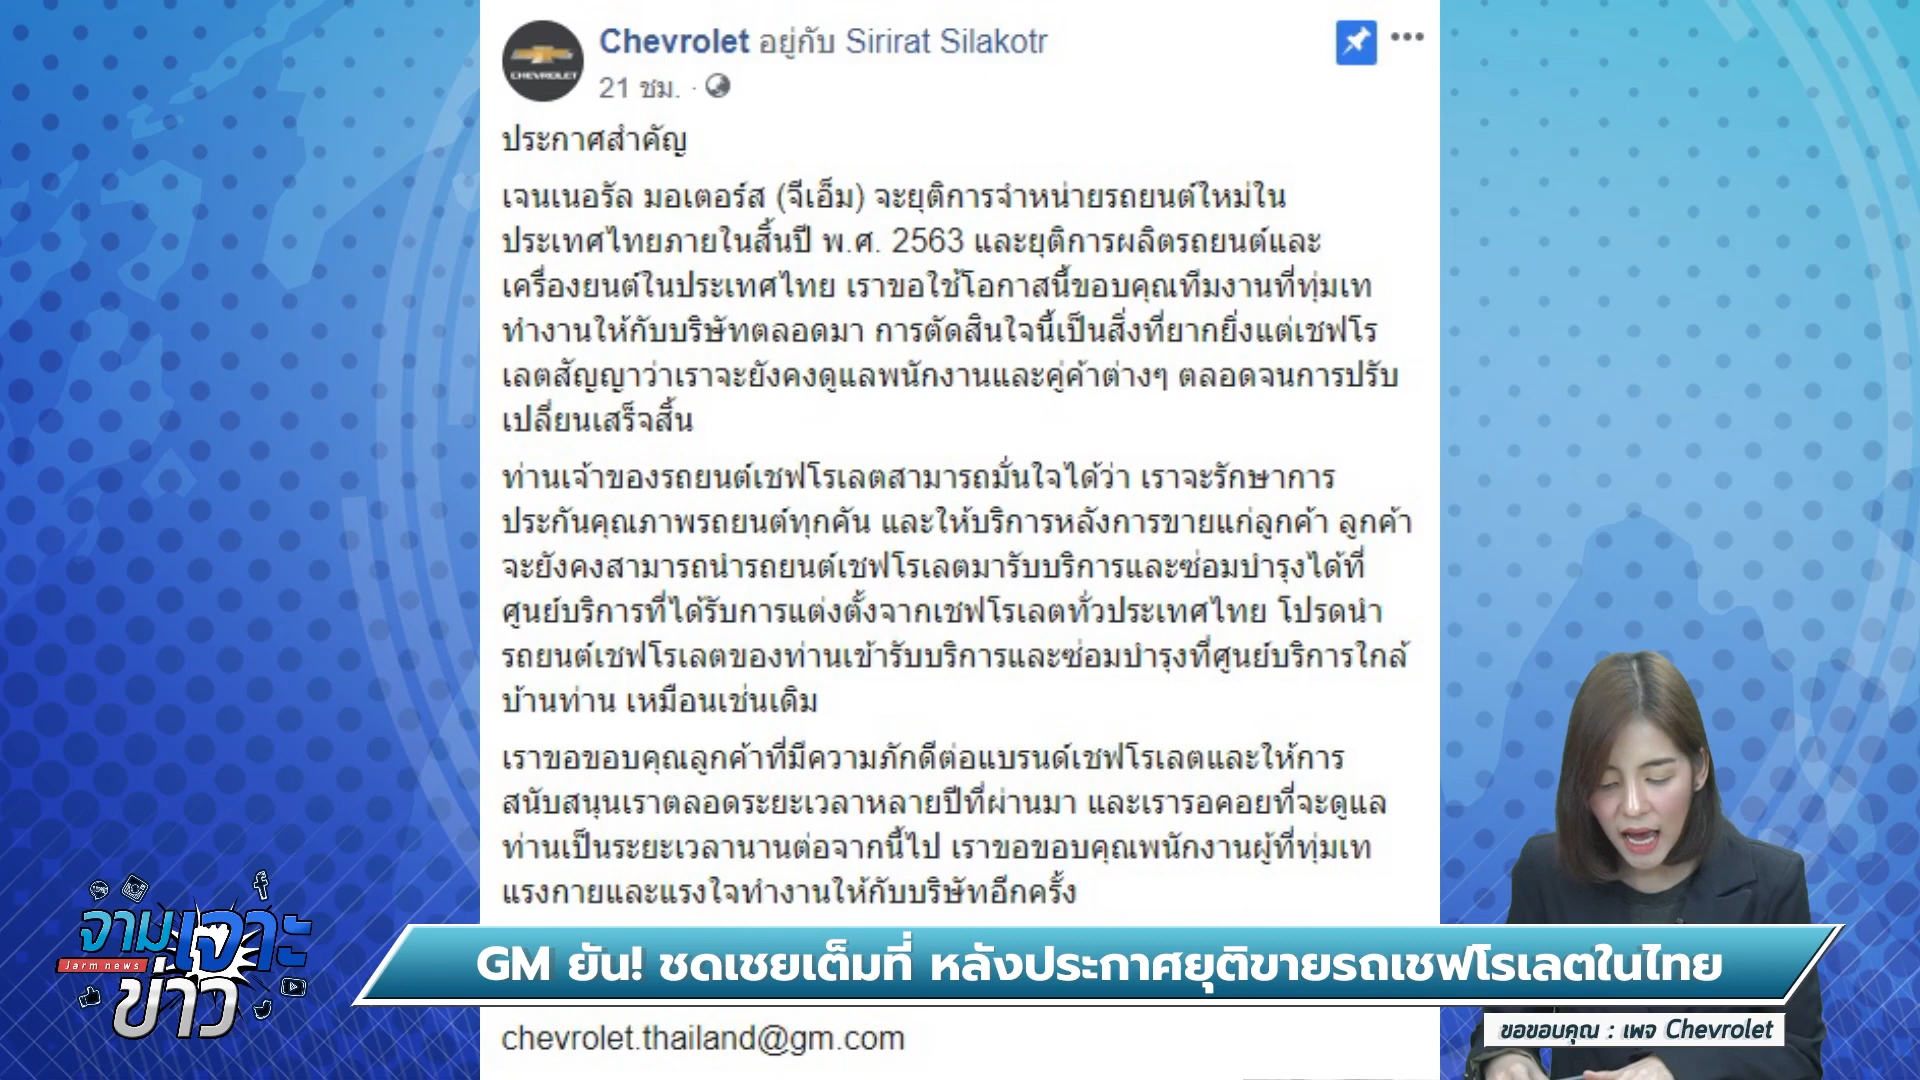 Chevrolet อยู่กับ Sirirat Silakotr
21 ชม. ·
CHEVROLET
ประกาศสำคัญ
เจนเนอรัล มอเตอร์ส (จีเอ็ม) จะยุติการจำหน่ายรถยนต์ใหม่ใน
ประเทศไทยภายในสิ้นปี พ.ศ. 2563 และยุติการผลิตรถยนต์และ
เครื่องยนต์ในประเทศไทย เราขอใช้โอกาสนี้ขอบคุณทีมงานที่ทุ่มเท
ทำงานให้กับบริษัทตลอดมา การตัดสินใจนี้เป็นสิ่งที่ยากยิ่งแต่เชฟโร
เลตสัญญาว่าเราจะยังคงดูแลพนักงานและคู่ค้าต่างๆ ตลอดจนการปรับ
เปลี่ยนเสร็จสิ้น
ท่านเจ้าของรถยนต์เชฟโรเลตสามารถมั่นใจได้ว่า เราจะรักษาการ
ประกันคุณภาพรถยนต์ทุกคัน และให้บริการหลังการขายแก่ลูกค้า ลูกค้า
จะยังคงสามารถนำรถยนต์เชฟโรเลตมารับบริการและซ่อมบำรุงได้ที่
ศูนย์บริการที่ได้รับการแต่งตั้งจากเชฟโรเลตทั่วประเทศไทย โปรดนำ
รถยนต์เชฟโรเลตของท่านเข้ารับบริการและซ่อมบำรุงที่ศูนย์บริการใกล้
บ้านท่าน เหมือนเช่นเดิม
เราขอขอบคุณลูกค้าที่มีความภักดีต่อแบรนด์เชฟโรเลตและให้การ
สนับสนุนเราตลอดระยะเวลาหลายปีที่ผ่านมา และเรารอคอยที่จะดูแล
ท่านเป็นระยะเวลานานต่อจากนี้ไป เราขอขอบคุณพนักงานผู้ที่ทุ่มเท
แรงกายและแรงใจทำงานให้กับบริษัทอีกครั้ง
จามเจาะ
Jarm news
ข่าว
GM ยัน! ชดเชยเต็มที่ หลังประกาศยุติขายรถเชฟโรเลตในไทย
ขอขอบคุณ : เพจ Chevrolet
chevrolet.thailand@gm.com